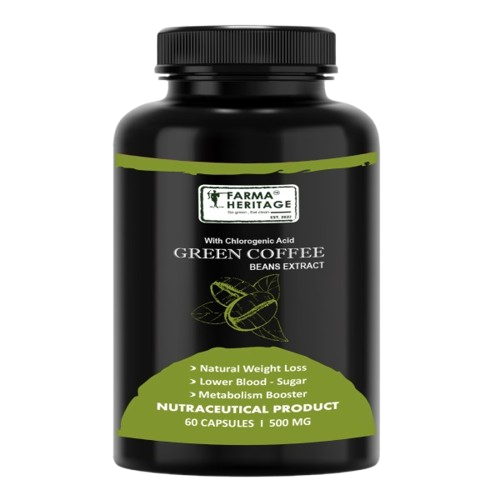 FARMA™
HERITAGE
EST. 2021
With Chlorogenic Acid
GREEN COFFEE
BEANS EXTRACT
> Natural Weight Loss
> Lower Blood - Sugar
> Metabolism Booster
NUTRACEUTICAL PRODUCT
60 CAPSULES I 500 MG